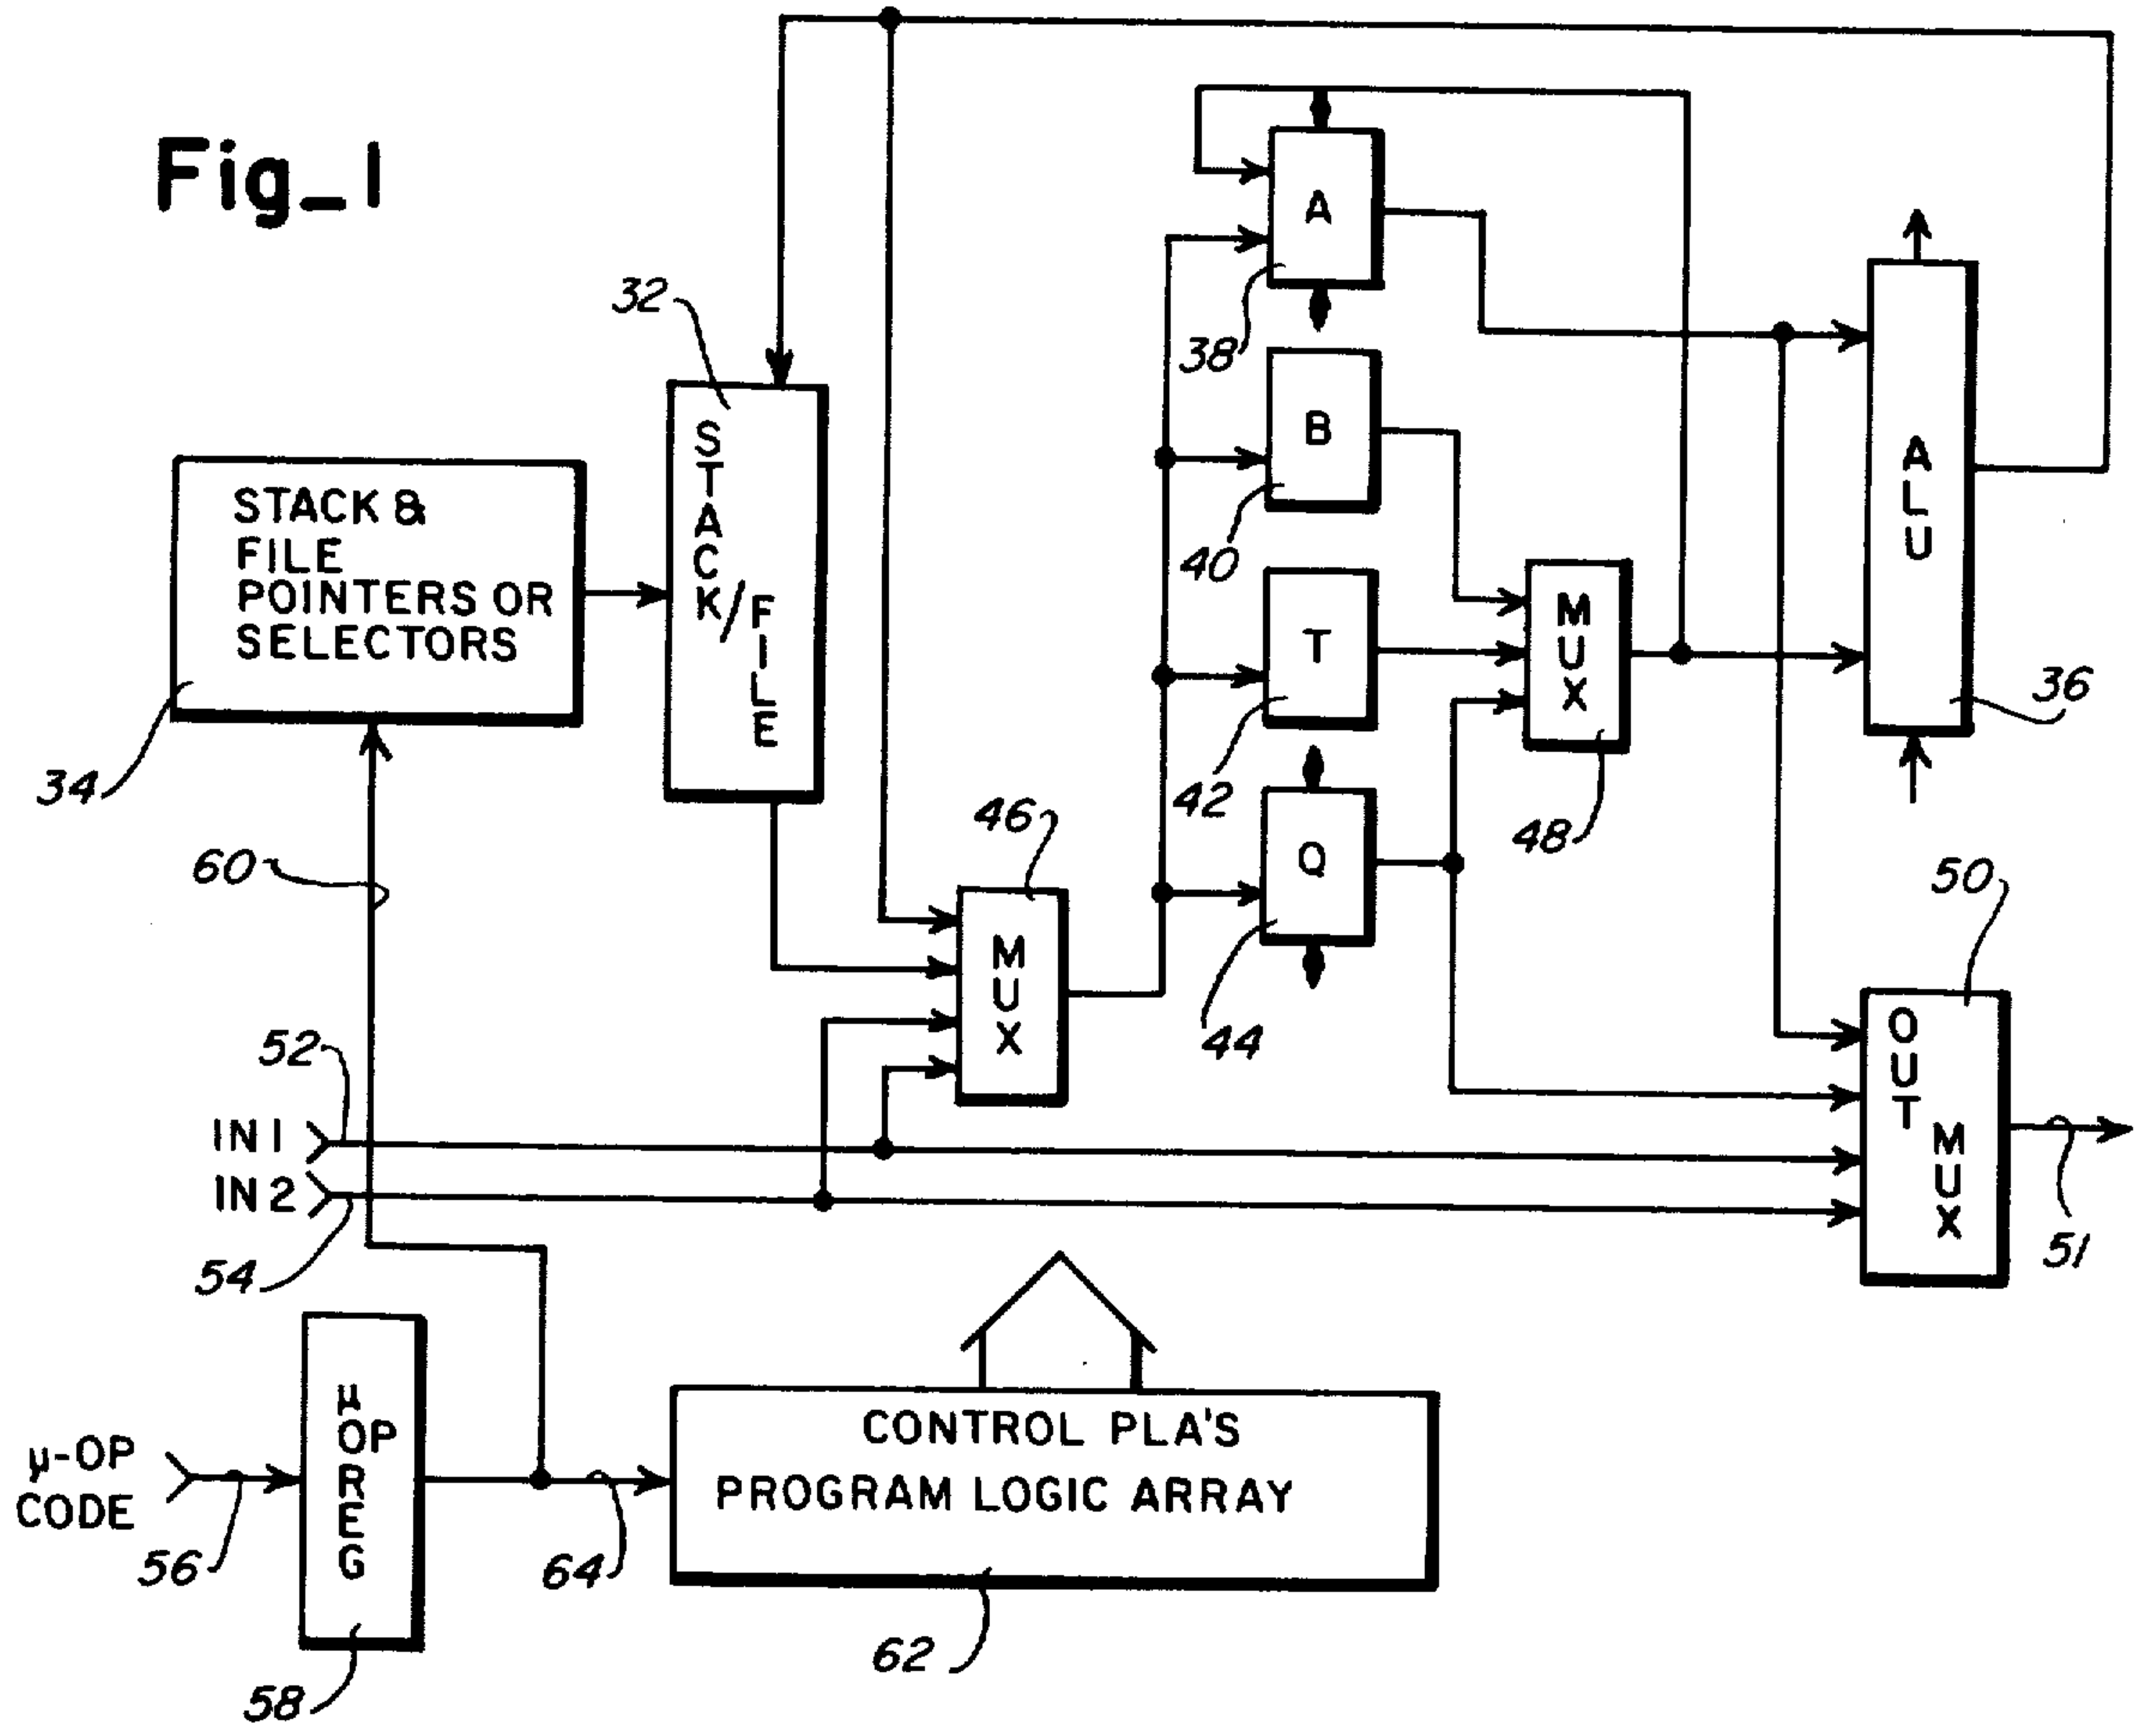 Fig_1
32
A
38
B
40
T
42
Q
44
STACK/FILE
STACK &
FILE
POINTERS OR
SELECTORS
34
60
46
MUX
MUX
48
ALU
36
50
OUT
MUX
51
52
IN 1
IN 2
54
μ-OP
CODE
56
μ
OP
REG
58
64
CONTROL PLA'S
PROGRAM LOGIC ARRAY
62